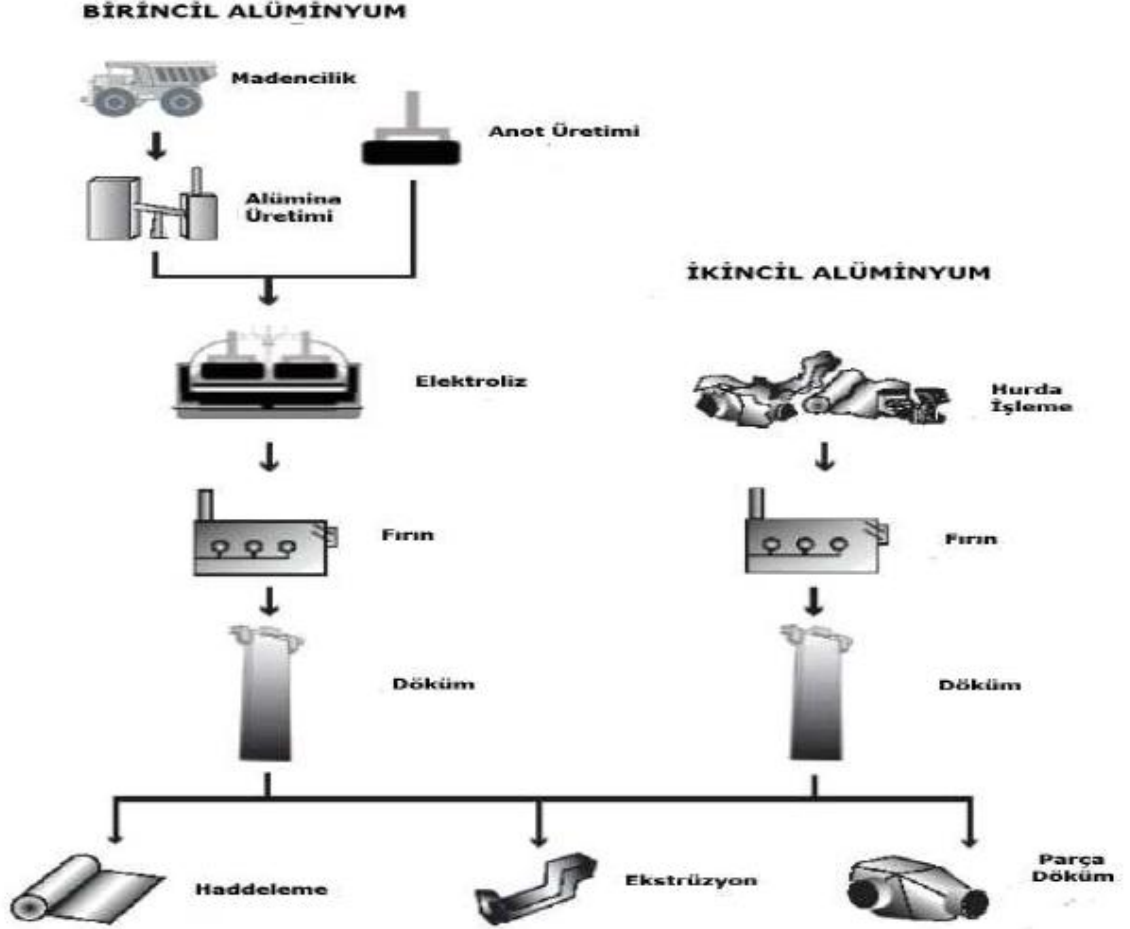 BİRİNCİL ALÜMİNYUM
Madencilik
Anot Üretimi
Alümina
Üretimi
İKİNCİL ALÜMİNYUM
Elektroliz
Hurda
İşleme
Fırın
Fırın
Döküm
Döküm
Haddeleme
Ekstrüzyon
Parça
Döküm